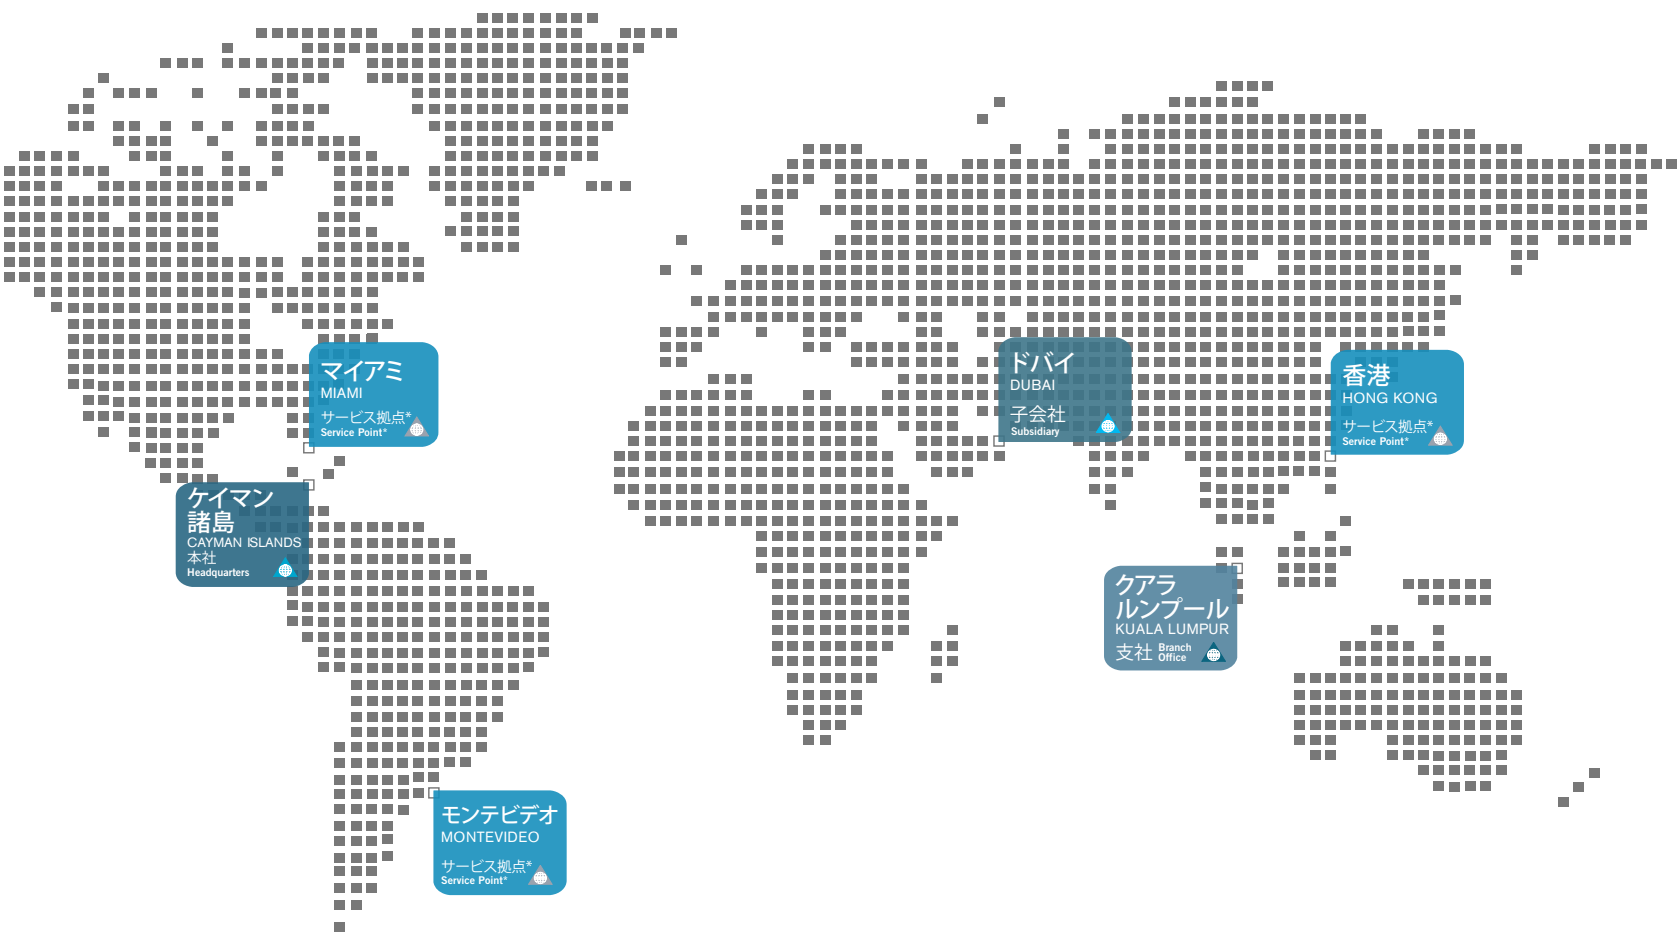 マイアミ
MIAMI
サービス拠点*
Service Point*
ドバイ
DUBAI
子会社
Subsidiary
香港
HONG KONG
サービス拠点*
Service Point*
ケイマン
諸島
CAYMAN ISLANDS
本社
Headquarters
クアラ
ルンプール
KUALA LUMPUR
支社 Branch
Office
モンテビデオ
MONTEVIDEO
サービス拠点*
Service Point*